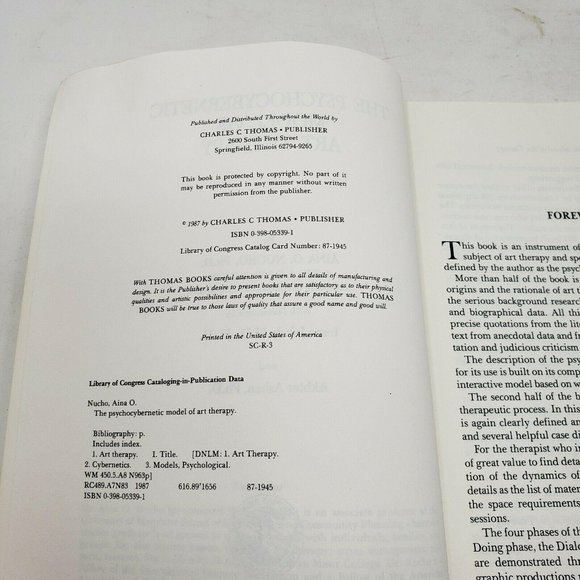 Published and Distributed Throughout the World by
CHARLES C THOMAS • PUBLISHER
2600 South First Street
Springfield, Illinois 62794-9265
This book is protected by copyright. No part of it
may be reproduced in any manner without written
permission from the publisher.
© 1987 by CHARLES C THOMAS • PUBLISHER
ISBN 0-398-05339-1
Library of Congress Catalog Card Number: 87-1945
With THOMAS BOOKS careful attention is given to all details of manufacturing and
design. It is the Publisher's desire to present books that are satisfactory as to their physical
qualities and artistic possibilities and appropriate for their particular use. THOMAS
BOOKS will be true to those laws of quality that assure a good name and good will.
Printed in the United States of America
SC-R-3
Library of Congress Cataloging-in-Publication Data
Nucho, Aina O.
The psychocybernetic model of art therapy.
Bibliography: p.
Includes index.
1. Art therapy. 1. Title. [DNLM: 1. Art Therapy.
2. Cybernetics. 3. Models, Psychological.
WM 450.5.A8 N963p]
RC489.A7N83 1987 616.89'1656 87-1945
ISBN 0-398-05339-1
FOREW
This book is an instrument of
subject of art therapy and spe
defined by the author as the psyc
More than half of the book is
origins and the rationale of art t
the serious background research
and biographical data. All thi
precise quotations from the lite
text from anecdotal data and fr
tation and judicious criticism
The description of the psy
for its use is built on its compe
interactive model based on w
The second half of the b
therapeutic process. In this
is again clearly defined an
and several helpful case di
For the therapist who in
of great value to find detai
tion of the dynamics of
details as the list of mater
the space requirements
sessions.
The four phases of the
Doing phase, the Dialo
are demonstrated thr
graphic productions